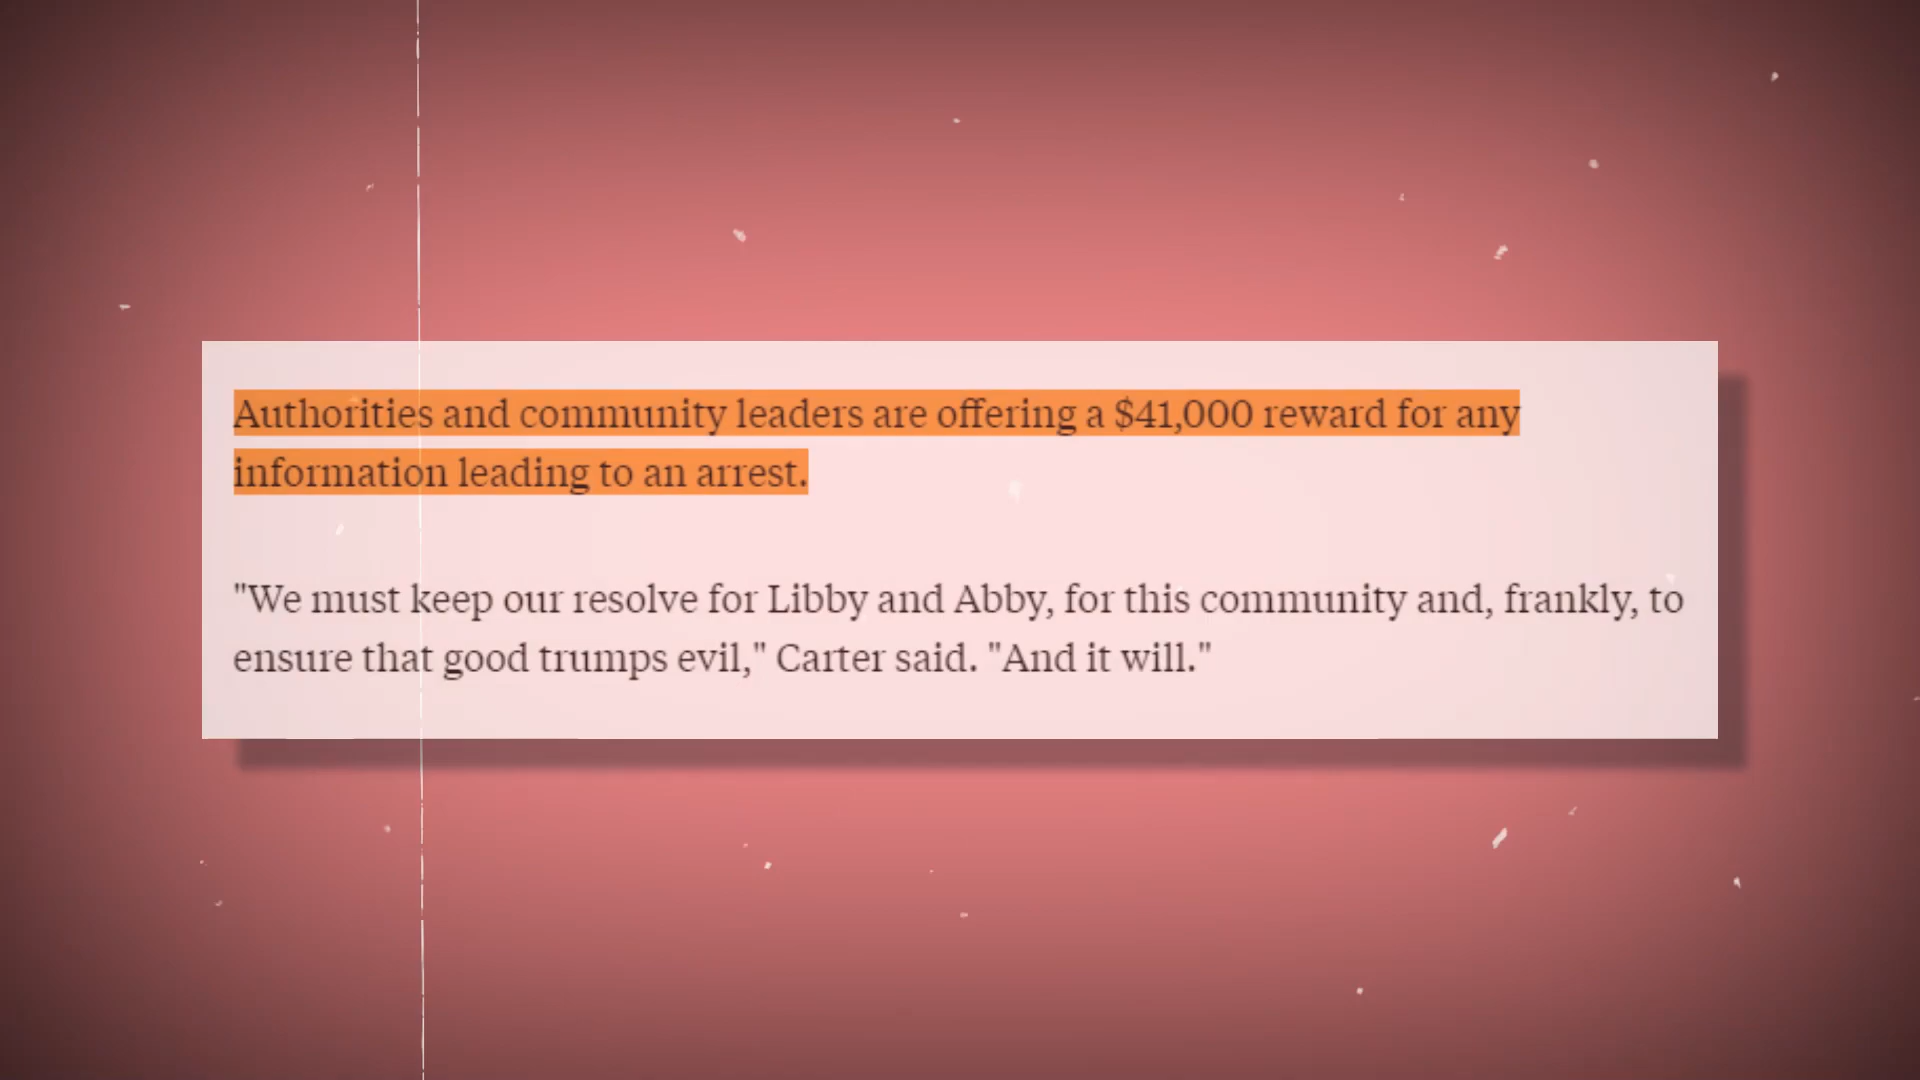 Authorities and community leaders are offering a $41,000 reward for any
information leading to an arrest.
"We must keep our resolve for Libby and Abby, for this community and, frankly, to
ensure that good trumps evil," Carter said. "And it will."